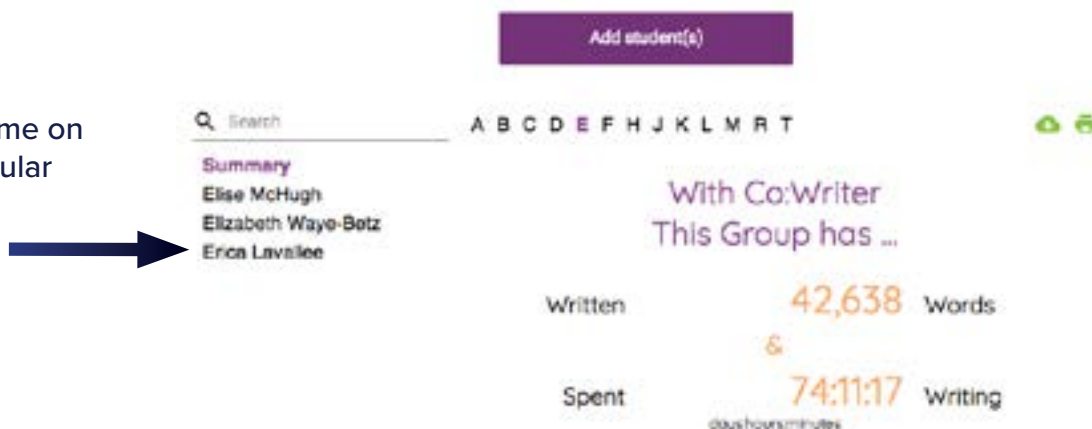 Add student(s)
me on
ular
Search
A B C D E F H J K L M R T
Summary
Elise McHugh
Elizabeth Waye-Betz
Erica Lavallee
With Co:Writer
This Group has ...
Written 42,638 Words
&
Spent 74:11:17 Writing
days:hours:minutes